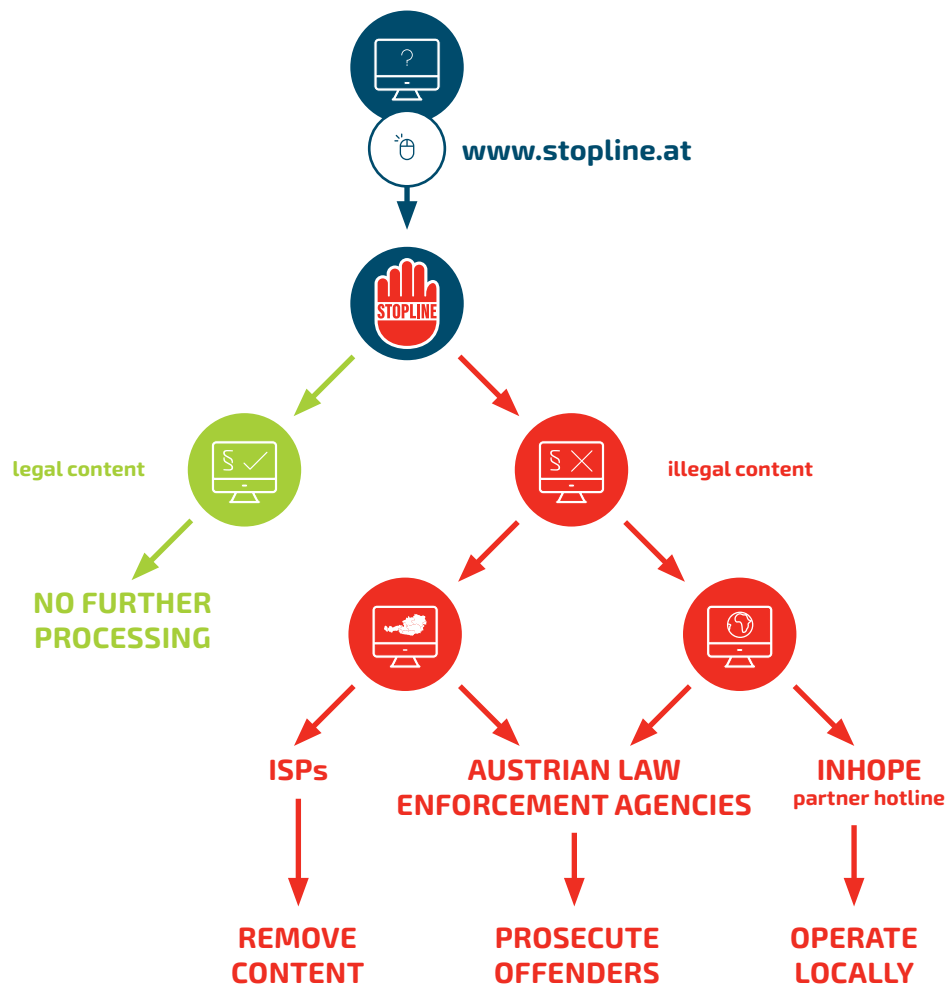 ?
www.stopline.at
STOPLINE
legal content
§
§
illegal content
NO FURTHER
PROCESSING
ISPs
AUSTRIAN LAW
ENFORCEMENT AGENCIES
INHOPE
partner hotline
REMOVE
CONTENT
PROSECUTE
OFFENDERS
OPERATE
LOCALLY